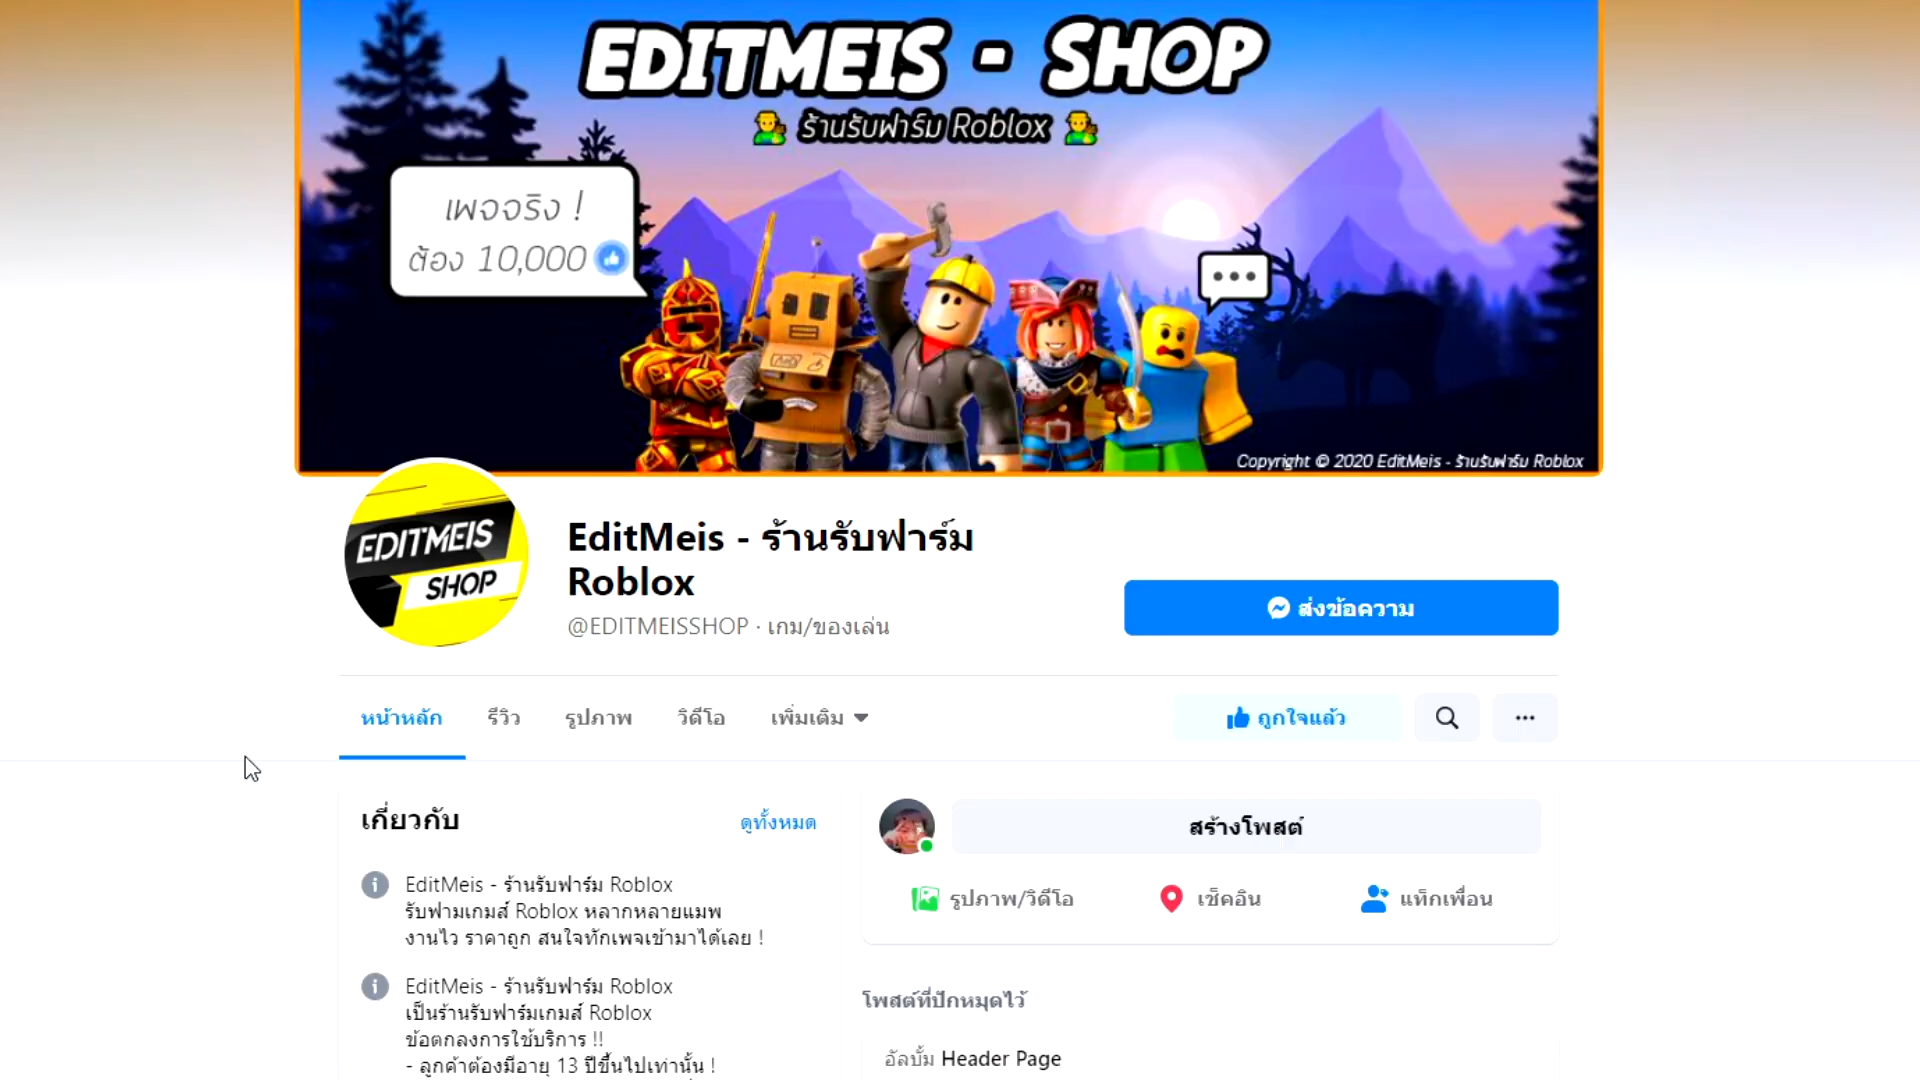 EDITMEIS - SHOP
ร้านรับฟาร์ม Roblox
เพจจริง !
ต้อง 10,000
Copyright © 2020 EditMeis - ร้านรับฟาร์ม Roblox
EDITMEIS
SHOP
EditMeis - ร้านรับฟาร์ม
Roblox
@EDITMEISSHOP · เกม/ของเล่น
ส่งข้อความ
หน้าหลัก
รีวิว
รูปภาพ
วิดีโอ
เพิ่มเติม
ถูกใจแล้ว
เกี่ยวกับ
ดูทั้งหมด
EditMeis - ร้านรับฟาร์ม Roblox
รับฟามเกมส์ Roblox หลากหลายแมพ
งานไว ราคาถูก สนใจทักเพจเข้ามาได้เลย !
EditMeis - ร้านรับฟาร์ม Roblox
เป็นร้านรับฟาร์มเกมส์ Roblox
ข้อตกลงการใช้บริการ !!
- ลูกค้าต้องมีอายุ 13 ปีขึ้นไปเท่านั้น !
สร้างโพสต์
รูปภาพ/วิดีโอ
เช็คอิน
แท็กเพื่อน
โพสต์ที่ปักหมุดไว้
อัลบั้ม Header Page